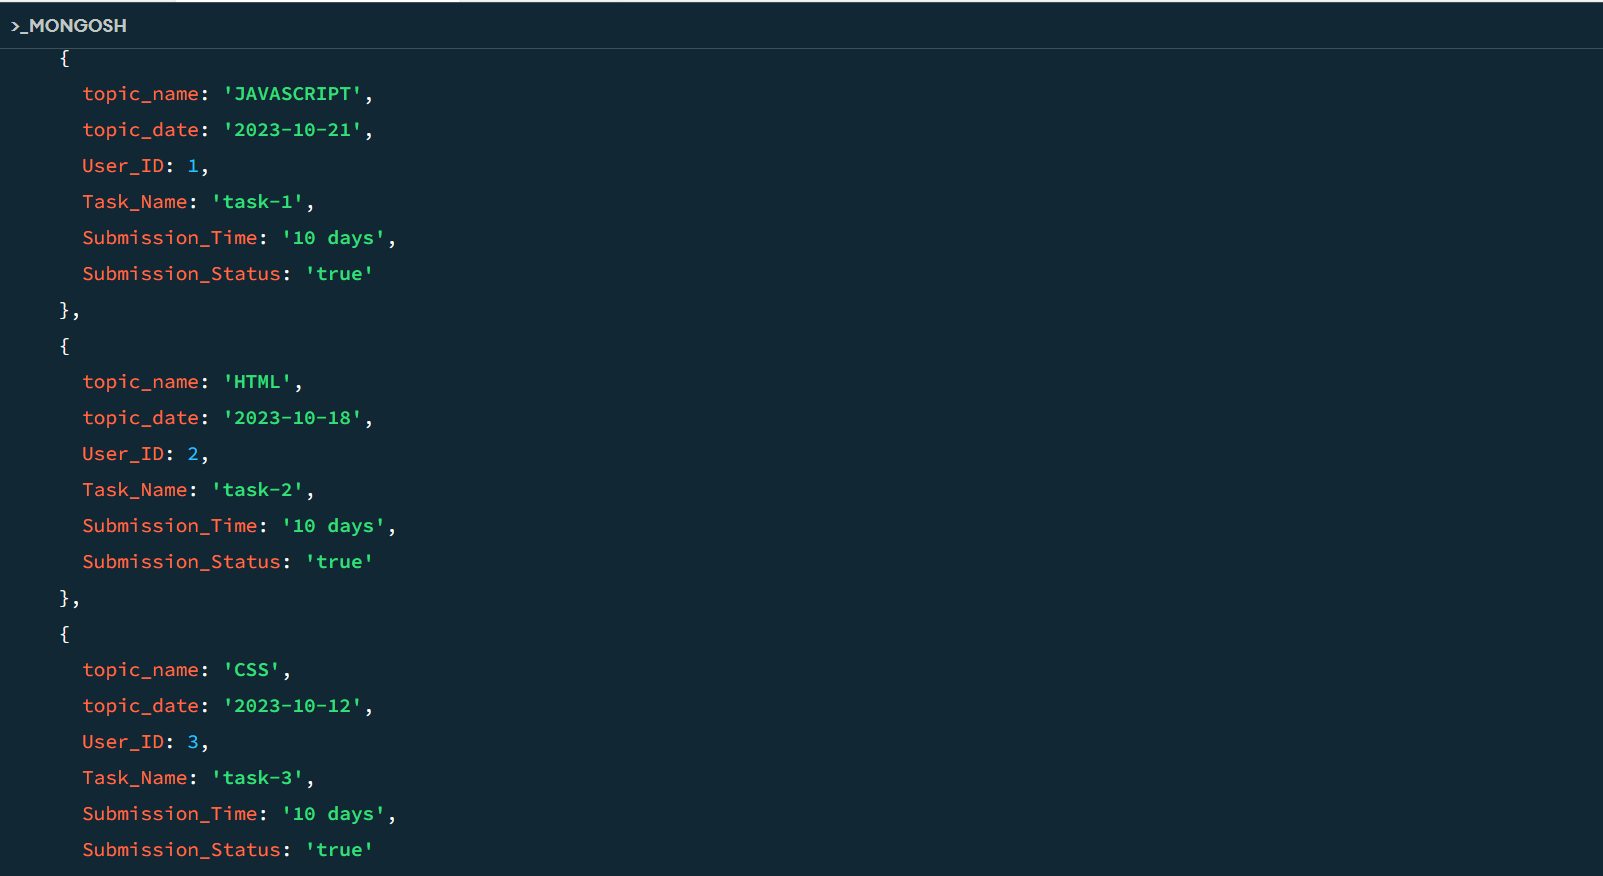 >_MONGOSH
{
topic_name: 'JAVASCRIPT',
topic_date: '2023-10-21',
User_ID: 1,
Task_Name: 'task-1',
Submission_Time: '10 days',
Submission_Status: 'true'
},
{
topic_name: 'HTML',
topic_date: '2023-10-18',
User_ID: 2,
Task_Name: 'task-2',
Submission_Time: '10 days',
Submission_Status: 'true'
},
{
topic_name: 'CSS',
topic_date: '2023-10-12',
User_ID: 3,
Task_Name: 'task-3',
Submission_Time: '10 days',
Submission_Status: 'true'